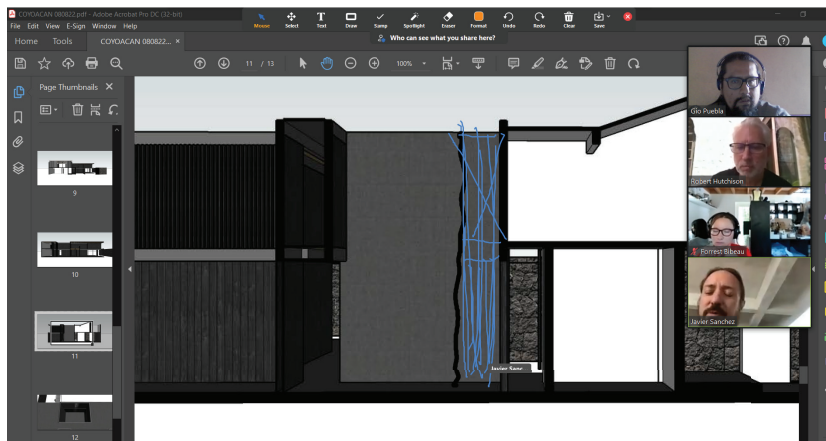 COYOACAN 080822.pdf - Adobe Acrobat Pro DC (32-bit)
File Edit View E-Sign Window Help
Mouse Select Text Draw Stamp Spotlight Eraser Format Undo Redo Clear Save
Who can see what you share here?
Home Tools COYOACAN 080822... ×
11 / 13 100%
Page Thumbnails
9
10
11
12
Gio Puebla
Robert Hutchison
Forrest Bibeau
Javier Sanchez
Javier Sanc